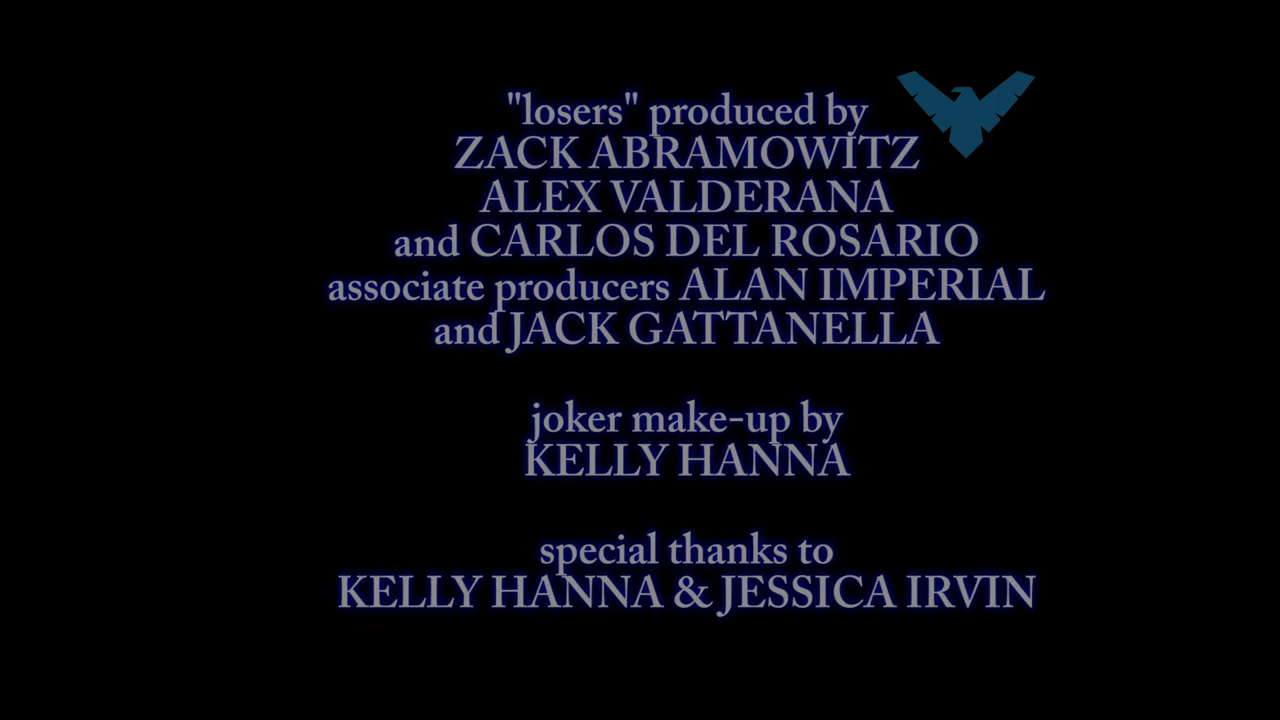 "losers" produced by
ZACK ABRAMOWITZ
ALEX VALDERANA
and CARLOS DEL ROSARIO
associate producers ALAN IMPERIAL
and JACK GATTANELLA
joker make-up by
KELLY HANNA
special thanks to
KELLY HANNA & JESSICA IRVIN